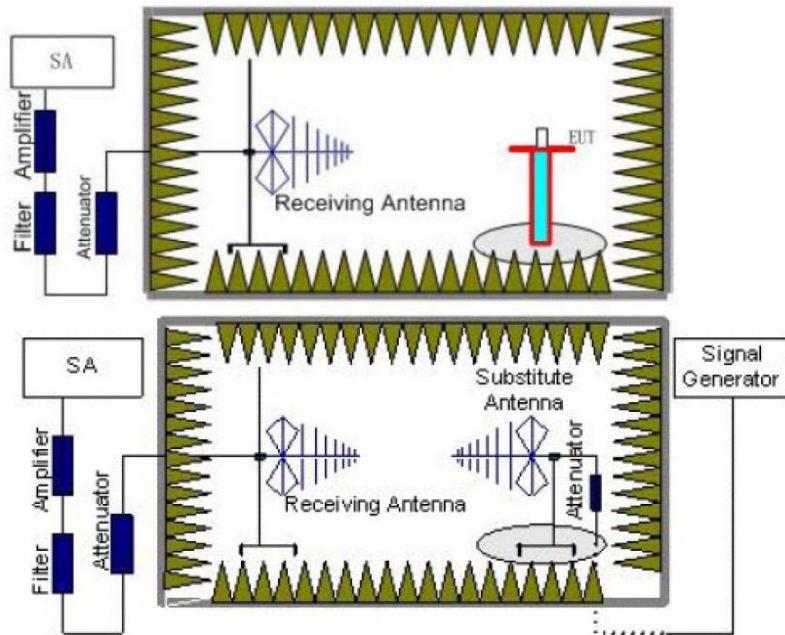 SA
Amplifier
Filter
Attenuator
Receiving Antenna
EUT
SA
Amplifier
Filter
Attenuator
Receiving Antenna
Substitute
Antenna
Attenuator
Signal
Generator